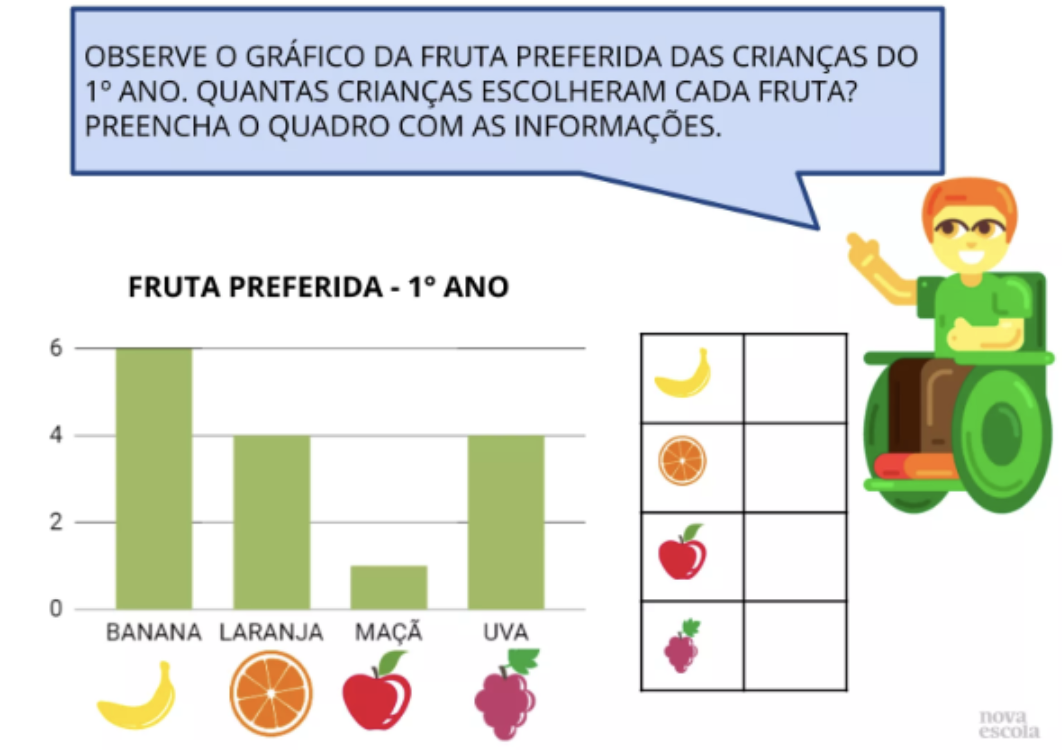 OBSERVE O GRÁFICO DA FRUTA PREFERIDA DAS CRIANÇAS DO
1º ANO. QUANTAS CRIANÇAS ESCOLHERAM CADA FRUTA?
PREENCHA O QUADRO COM AS INFORMAÇÕES.
FRUTA PREFERIDA - 1º ANO
6
4
2
0
BANANA LARANJA MAÇÃ UVA
nova
escola